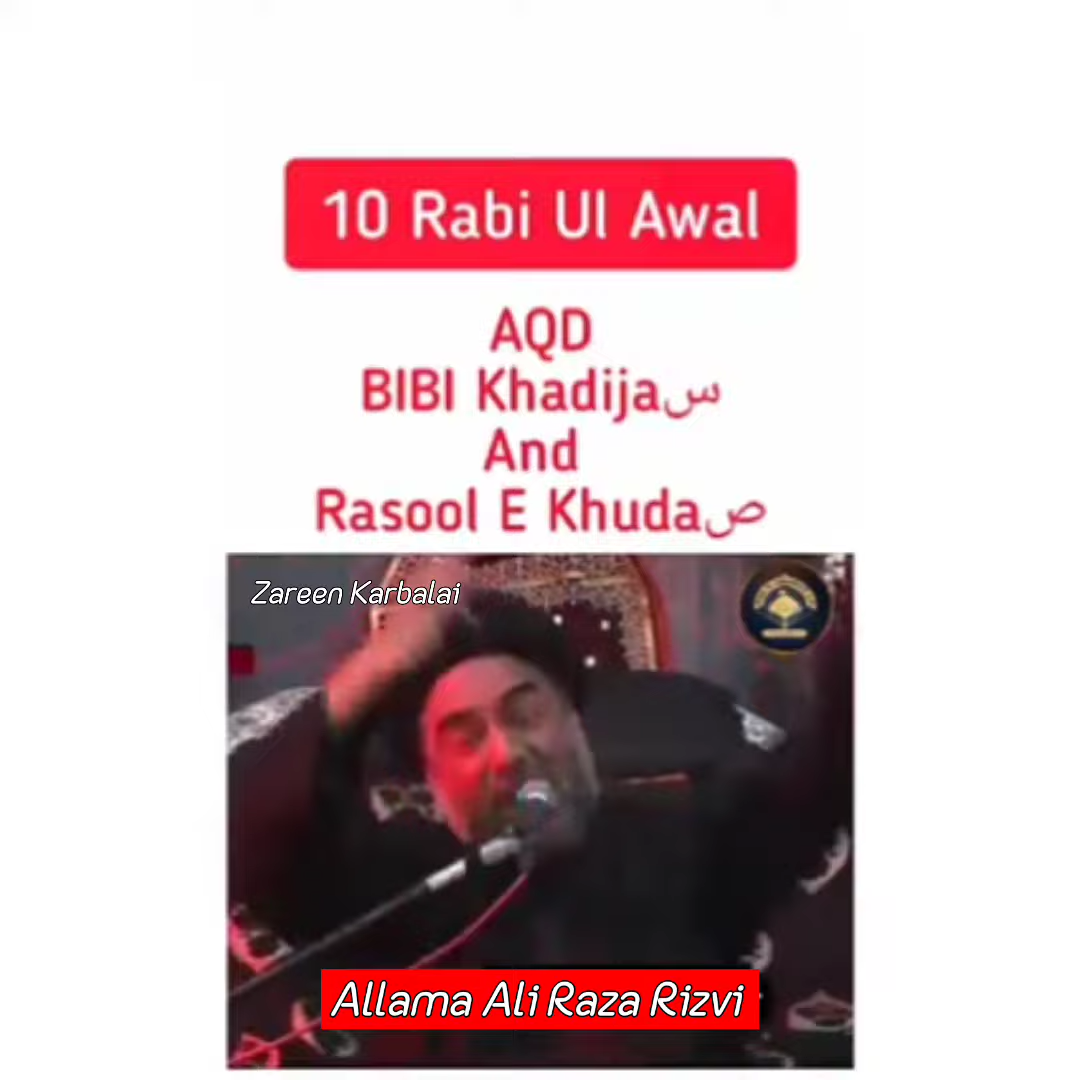 10 Rabi Ul Awal
AQD
BIBI Khadijaس
And
Rasool E Khudaص
Zareen Karbalai
Allama Ali Raza Rizvi